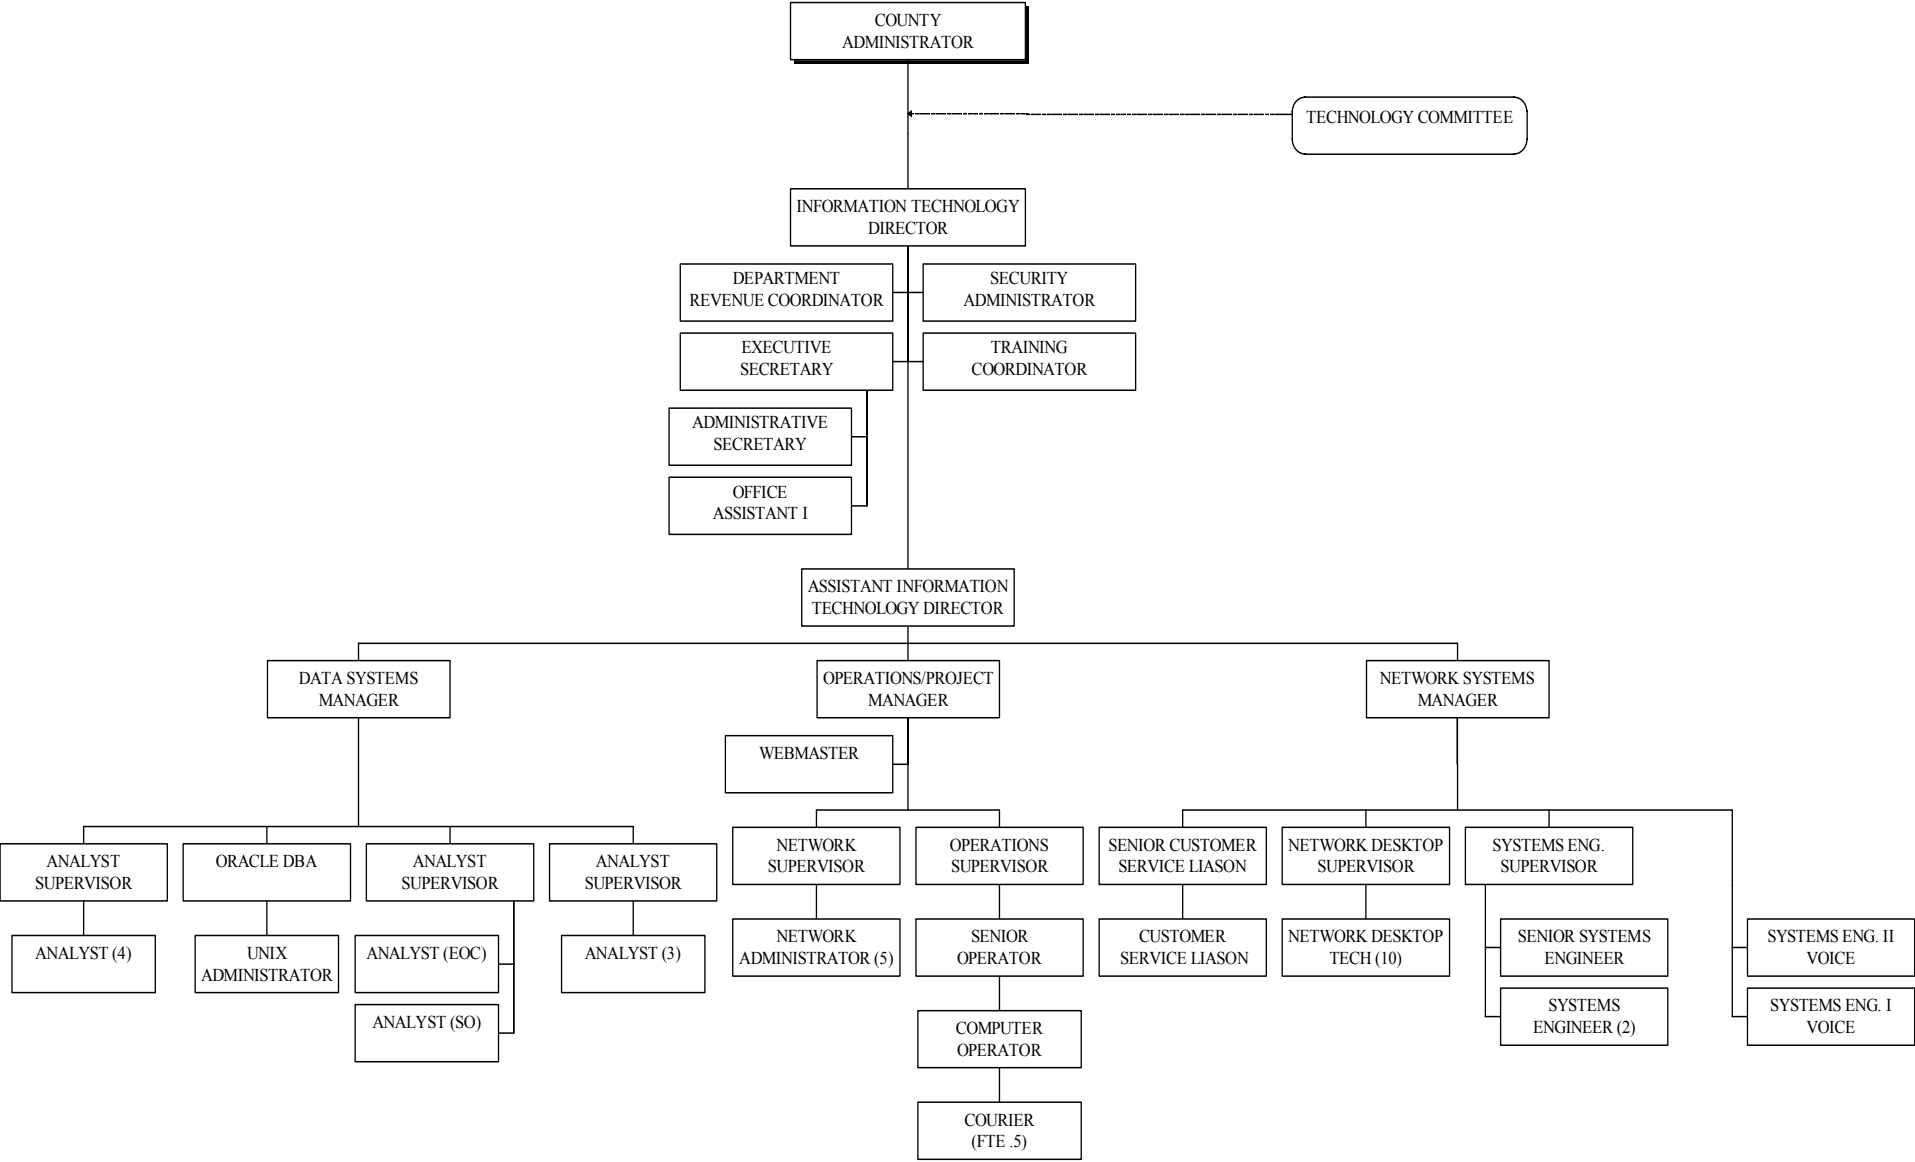 COUNTY
ADMINISTRATOR
TECHNOLOGY COMMITTEE
INFORMATION TECHNOLOGY
DIRECTOR
DEPARTMENT
REVENUE COORDINATOR
SECURITY
ADMINISTRATOR
EXECUTIVE
SECRETARY
TRAINING
COORDINATOR
ADMINISTRATIVE
SECRETARY
OFFICE
ASSISTANT I
ASSISTANT INFORMATION
TECHNOLOGY DIRECTOR
DATA SYSTEMS
MANAGER
OPERATIONS/PROJECT
MANAGER
NETWORK SYSTEMS
MANAGER
WEBMASTER
ANALYST
SUPERVISOR
ORACLE DBA
ANALYST
SUPERVISOR
ANALYST
SUPERVISOR
NETWORK
SUPERVISOR
OPERATIONS
SUPERVISOR
SENIOR CUSTOMER
SERVICE LIASON
NETWORK DESKTOP
SUPERVISOR
SYSTEMS ENG.
SUPERVISOR
ANALYST (4)
UNIX
ADMINISTRATOR
ANALYST (EOC)
ANALYST (3)
NETWORK
ADMINISTRATOR (5)
SENIOR
OPERATOR
CUSTOMER
SERVICE LIASON
NETWORK DESKTOP
TECH (10)
SENIOR SYSTEMS
ENGINEER
SYSTEMS ENG. II
VOICE
ANALYST (SO)
COMPUTER
OPERATOR
SYSTEMS
ENGINEER (2)
SYSTEMS ENG. I
VOICE
COURIER
(FTE .5)